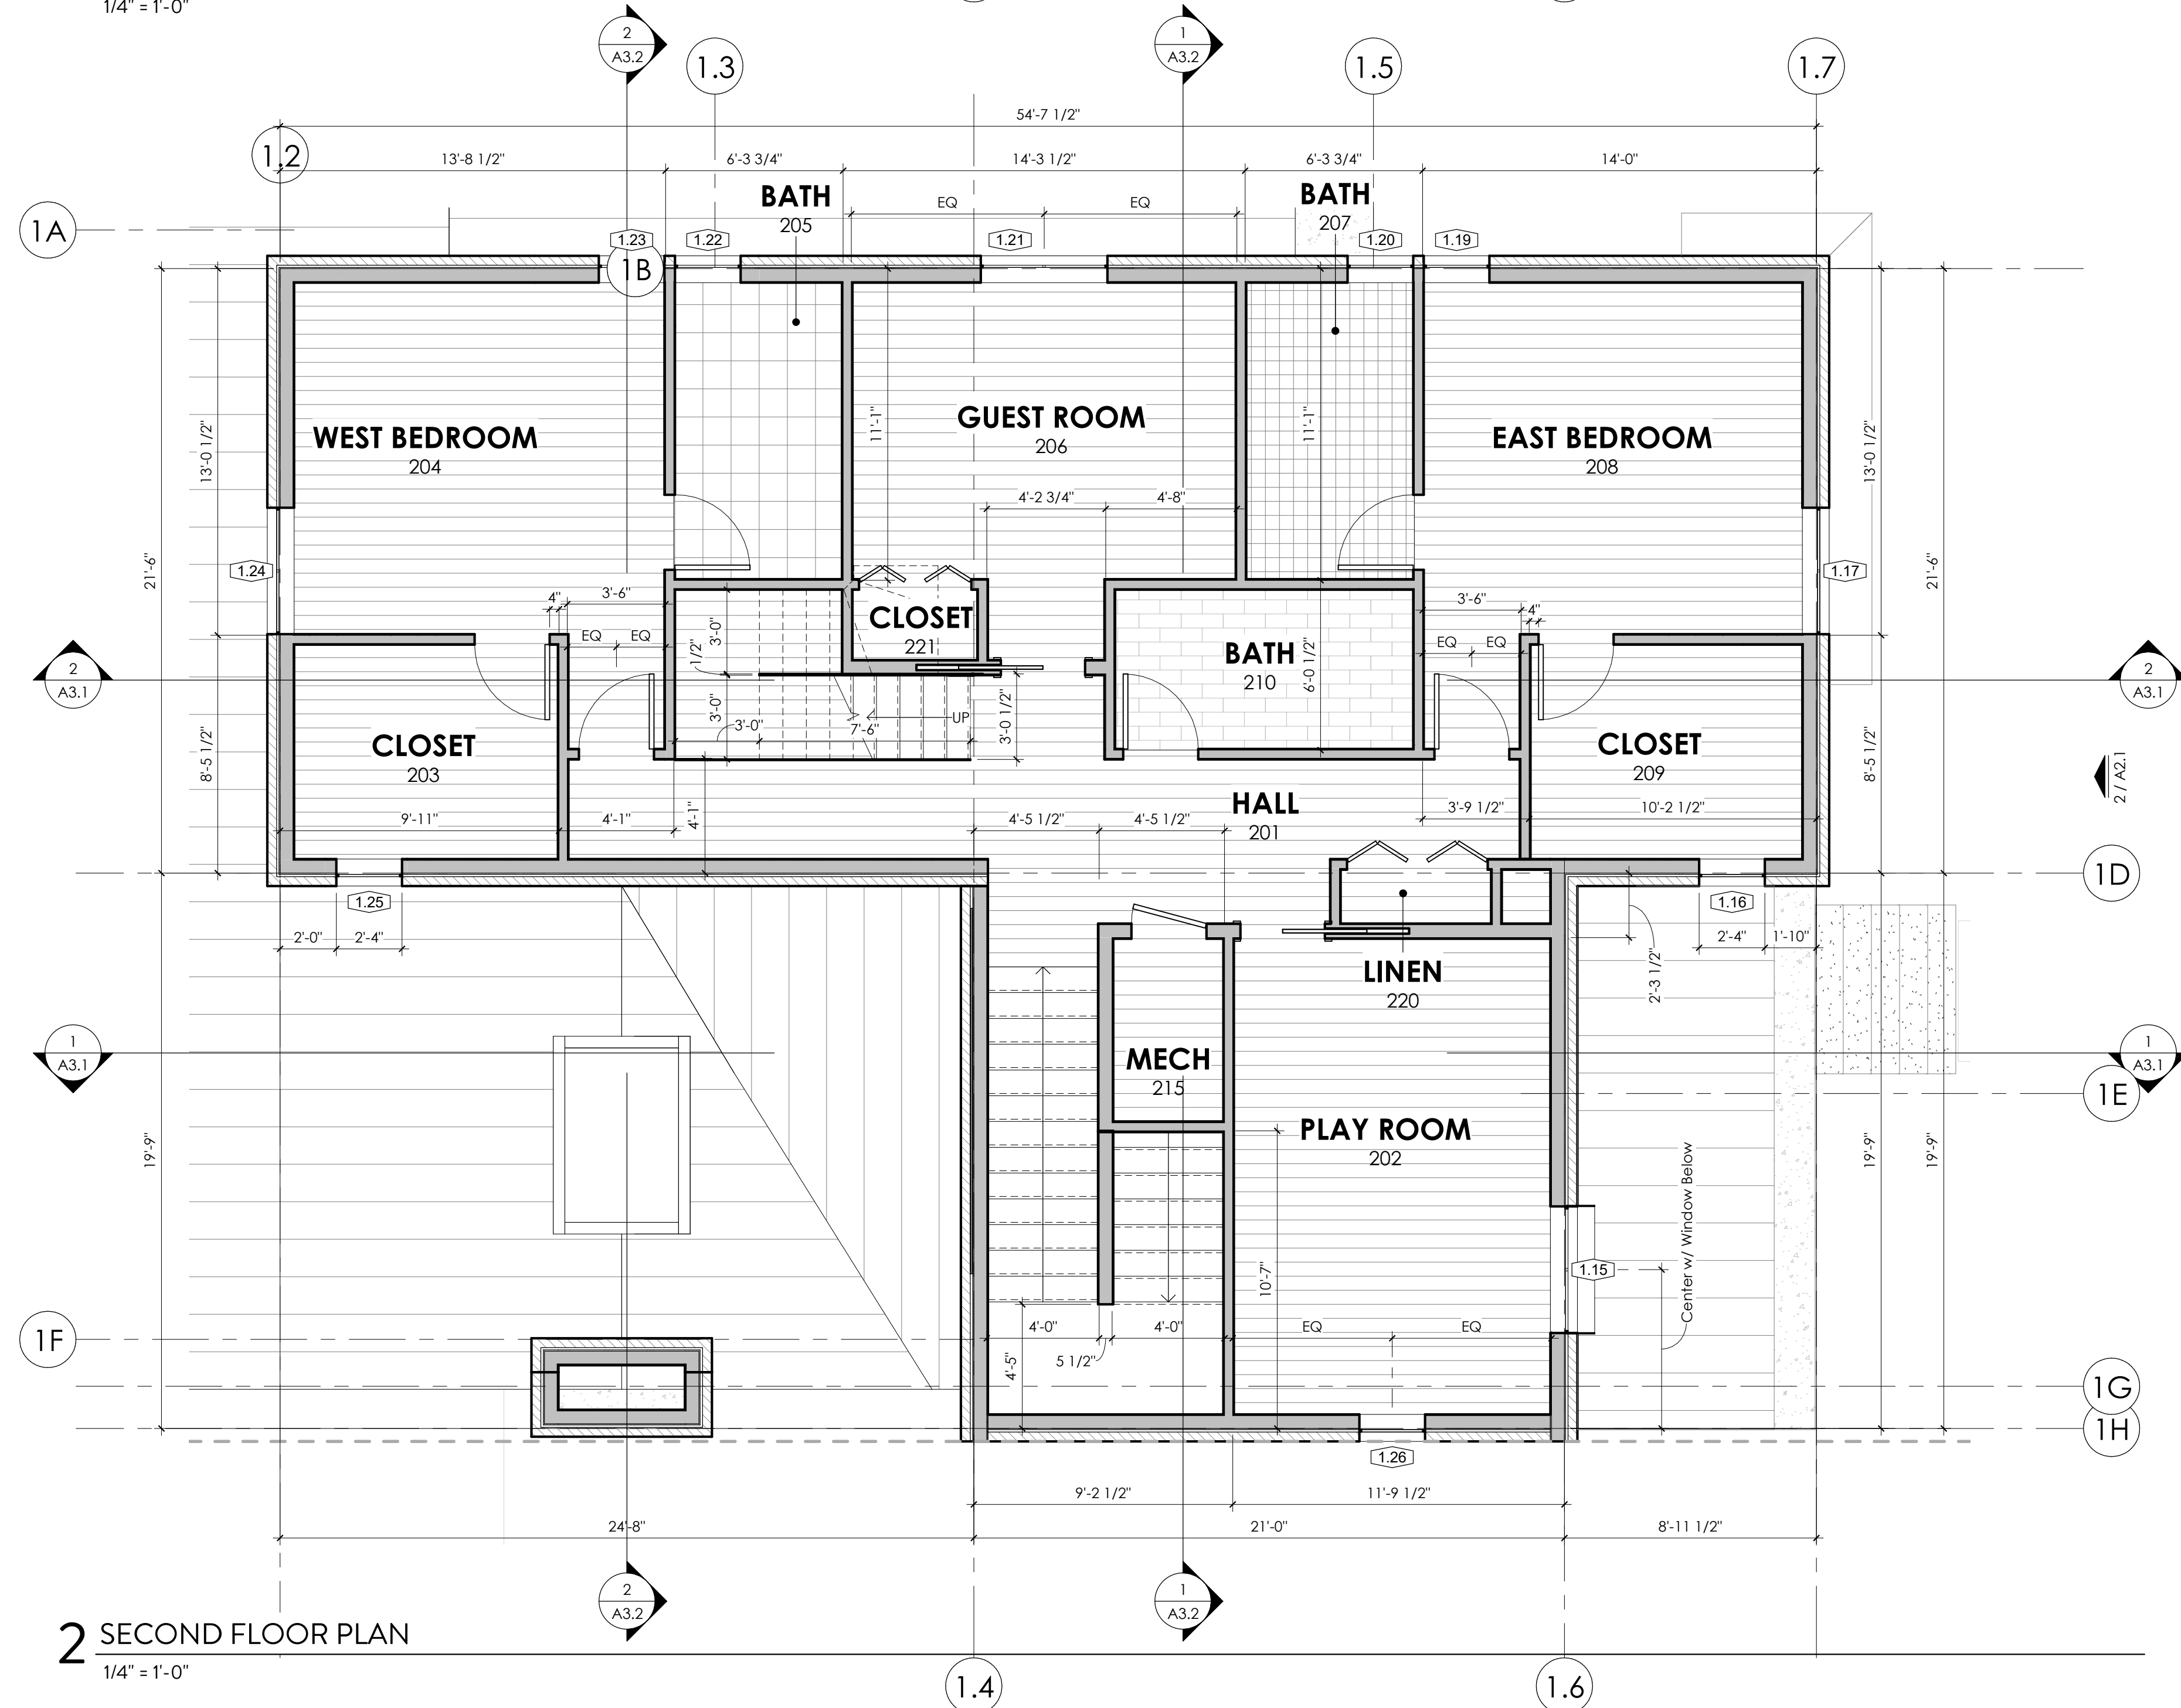 1/4" = 1'-0"
2
A3.2
1
A3.2
1.3
1.5
1.7
54'-7 1/2"
1.2
13'-8 1/2"
6'-3 3/4"
14'-3 1/2"
6'-3 3/4"
14'-0"
BATH
205
BATH
207
EQ
EQ
1A
1.23
1.22
1.21
1.20
1.19
1B
WEST BEDROOM
204
GUEST ROOM
206
EAST BEDROOM
208
11'-1"
11'-1"
13'-0 1/2"
13'-0 1/2"
4'-2 3/4"
4'-8"
21'-6"
21'-6"
1.24
1.17
4"
3'-6"
3'-6"
4"
EQ
EQ
EQ
EQ
CLOSET
221
3'-0"
1/2"
BATH
210
6'-0 1/2"
2
A3.1
2
A3.1
3'-0"
3'-0"
7'-6"
UP
3'-0 1/2"
CLOSET
203
CLOSET
209
8'-5 1/2"
8'-5 1/2"
2 / A2.1
HALL
201
9'-11"
4'-1"
4'-1"
4'-5 1/2"
4'-5 1/2"
3'-9 1/2"
10'-2 1/2"
1D
1.25
1.16
2'-0"
2'-4"
2'-4"
1'-10"
2'-3 1/2"
LINEN
220
1
A3.1
1
A3.1
MECH
215
1E
PLAY ROOM
202
19'-9"
19'-9"
19'-9"
Center w/ Window Below
10'-7"
1.15
1F
4'-0"
4'-0"
EQ
EQ
5 1/2"
4'-5"
1G
1H
1.26
9'-2 1/2"
11'-9 1/2"
24'-8"
21'-0"
8'-11 1/2"
2
A3.2
1
A3.2
2 SECOND FLOOR PLAN
1/4" = 1'-0"
1.4
1.6